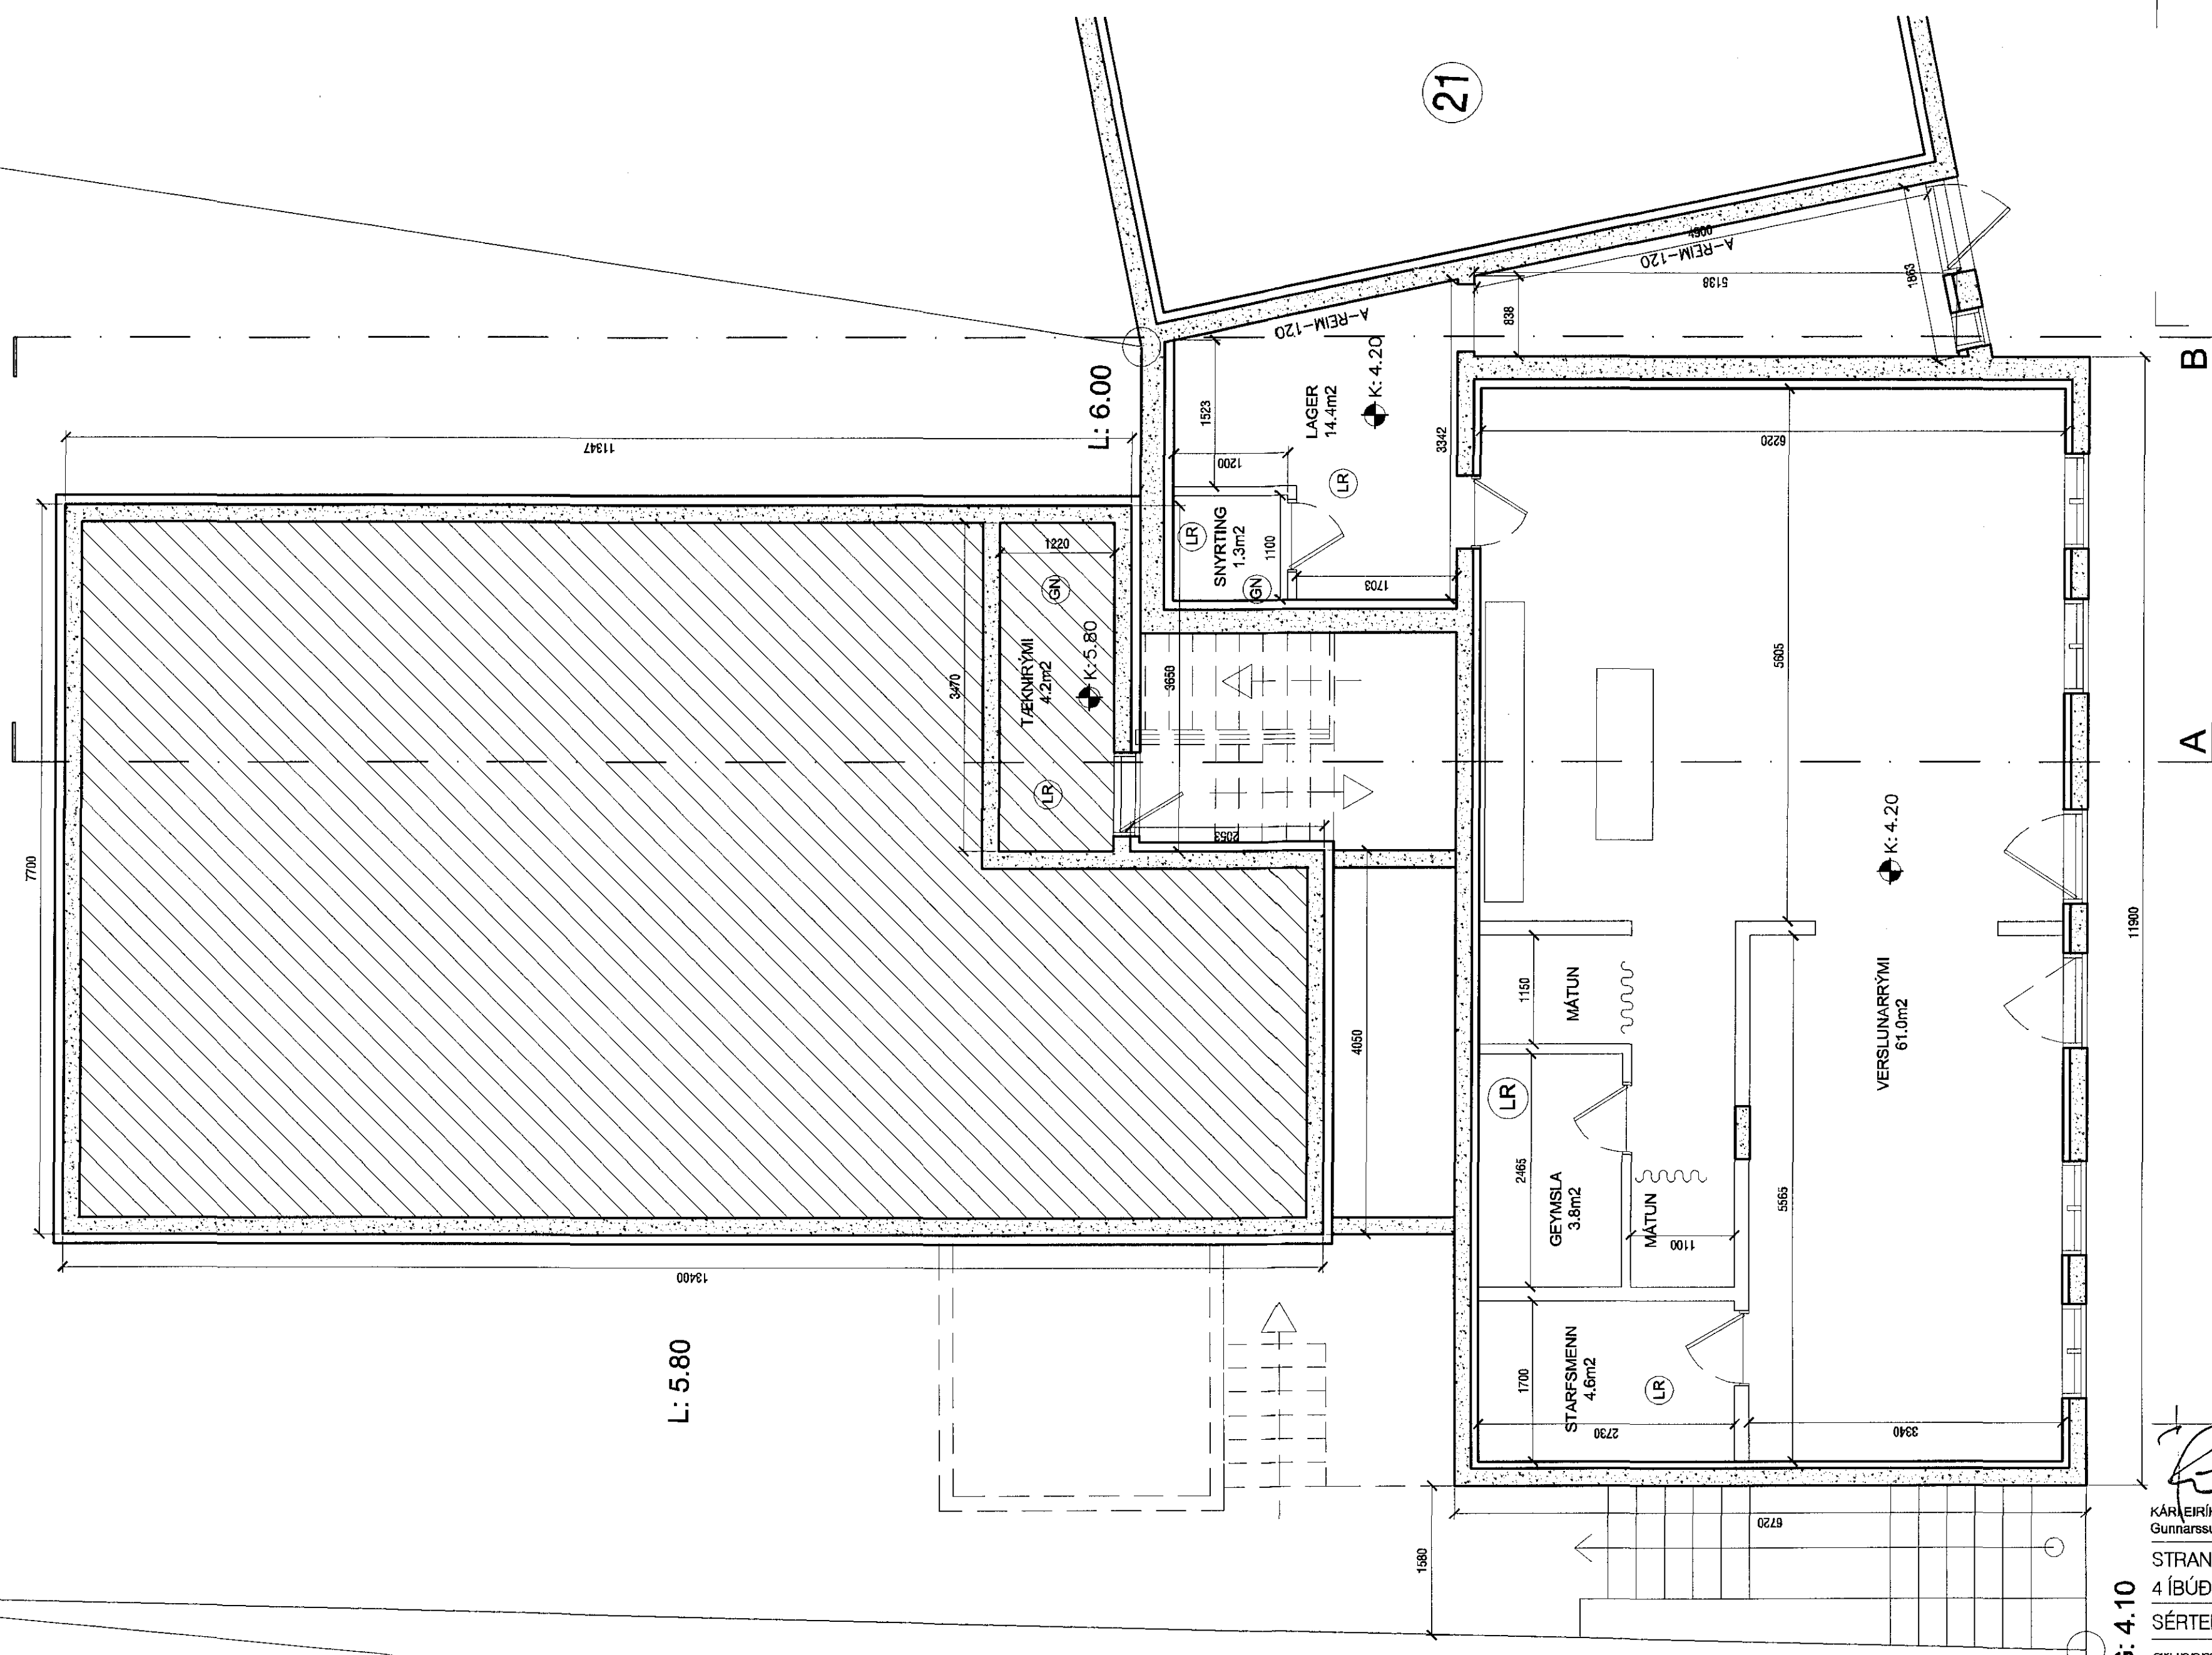 21
7700
11347
L: 6.00
A-REIM-120
4900
A-REIM-120
5138
838
1863
1523
LAGER
14.4m2
K: 4.20
1200
LR
3342
SNYRTING
1.3m2
LR
GN
1100
1703
6220
B
1220
GN
TÆKNIRÝMI
4.2m2
K: 5.80
3470
3650
LR
2053
5605
A
K: 4.20
4050
1150
MÁTUN
VERSLUNARRÝMI
61.0m2
11900
LR
2465
GEYMSLA
3.8m2
MÁTUN
1100
5565
13400
L: 5.80
1700
STARFSMENN
4.6m2
LR
2730
3340
1580
6720
: 4.10
Gunnarssu
STRAN
4 ÍBÚÐ